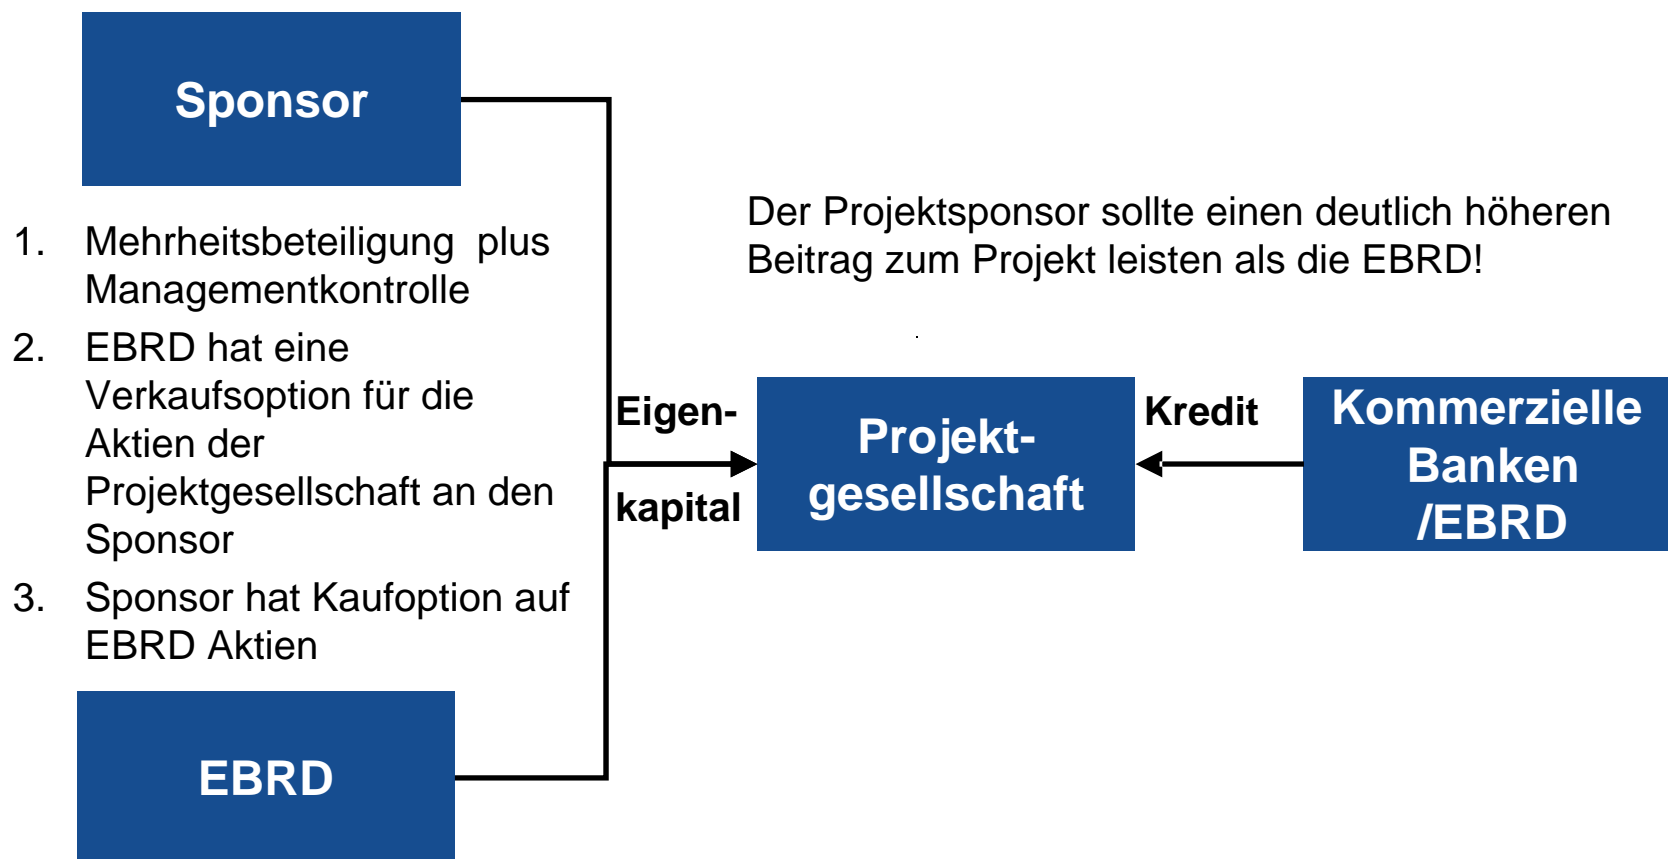 Sponsor
1. Mehrheitsbeteiligung plus
Managementkontrolle
2. EBRD hat eine
Verkaufsoption für die
Aktien der
Projektgesellschaft an den
Sponsor
3. Sponsor hat Kaufoption auf
EBRD Aktien
EBRD
Der Projektsponsor sollte einen deutlich höheren
Beitrag zum Projekt leisten als die EBRD!
Eigen-
kapital
Projekt-
gesellschaft
Kredit
Kommerzielle
Banken
/EBRD